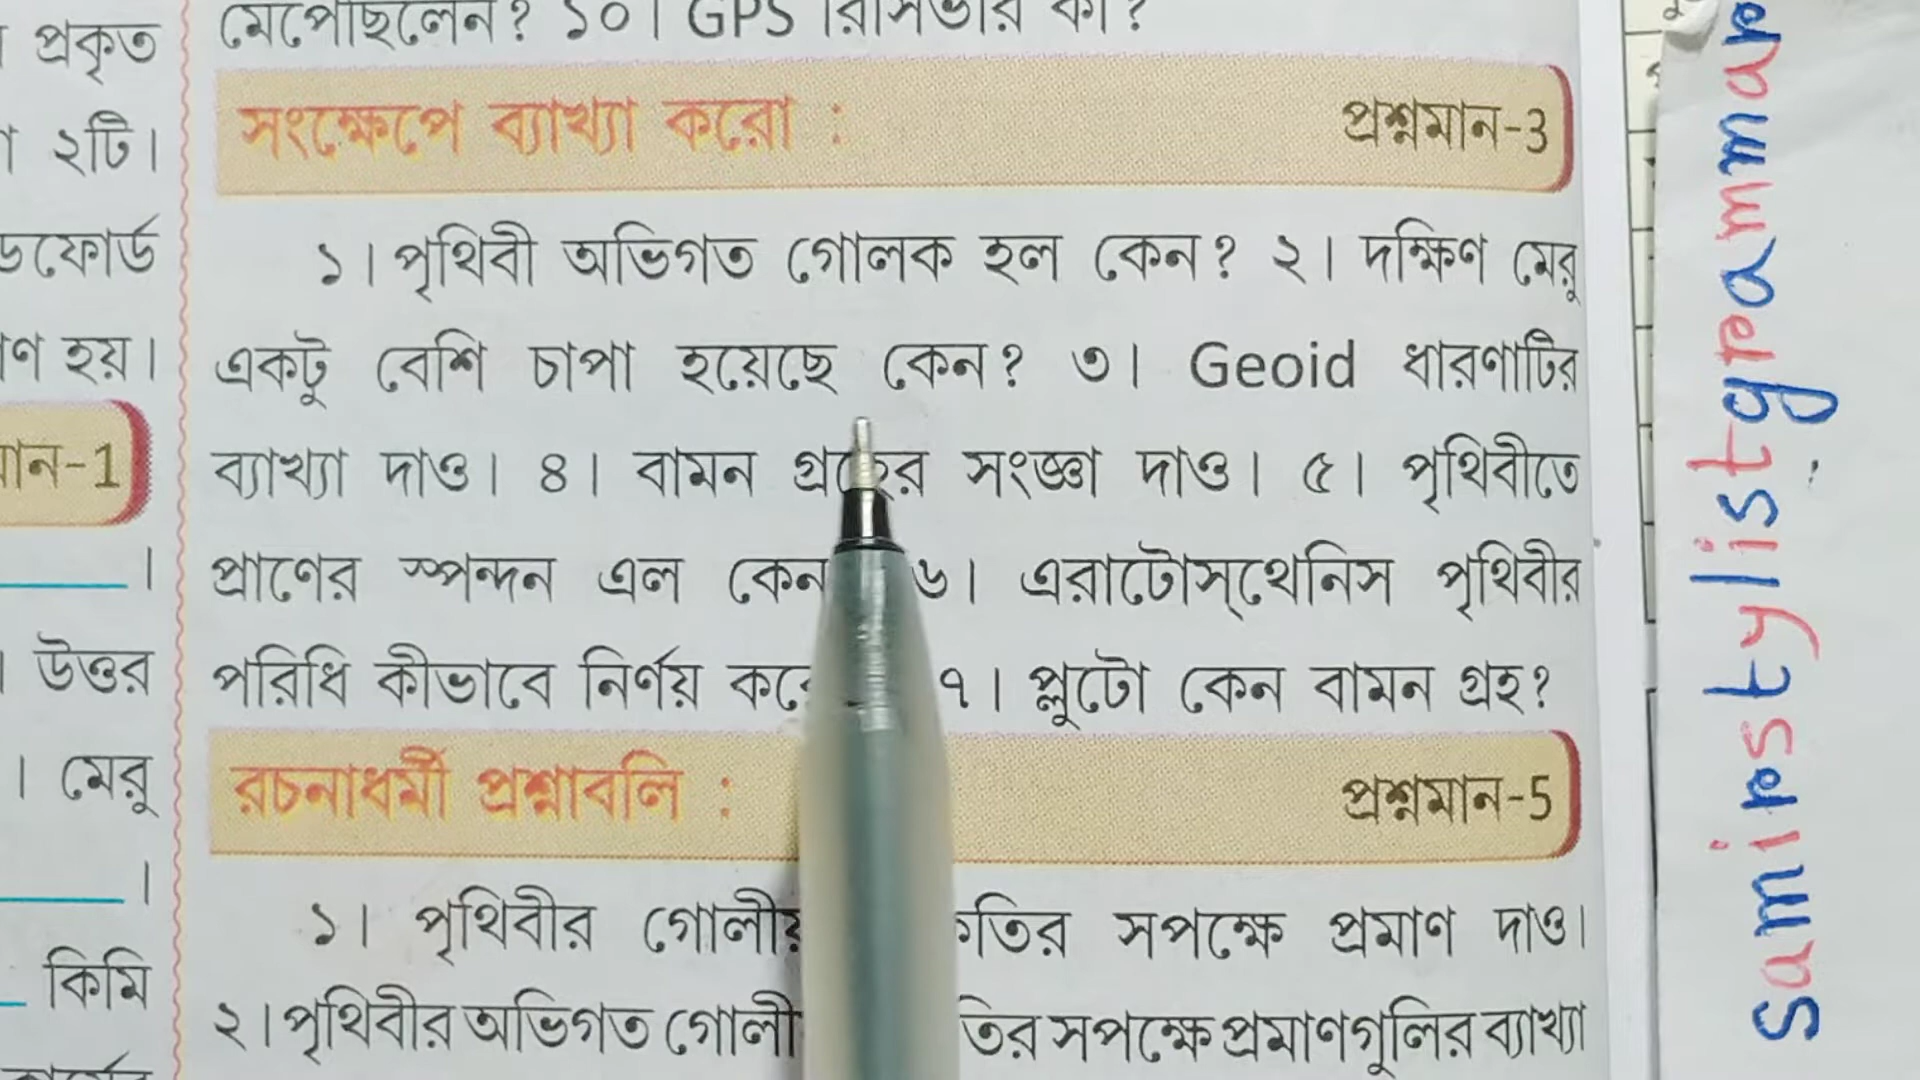 প্রকৃত
২টি।
ডফোর্ড
হয়।
মান-1
।
। উত্তর
। মেরু
।
কিমি
মেপেছিলেন? ১০। GPS রিসিভার কী?
সংক্ষেপে ব্যাখ্যা করো : প্রশ্নমান-3
১। পৃথিবী অভিগত গোলক হল কেন? ২। দক্ষিণ মেরু
একটু বেশি চাপা হয়েছে কেন? ৩। Geoid ধারণাটির
ব্যাখ্যা দাও। ৪। বামন গ্রহের সংজ্ঞা দাও। ৫। পৃথিবীতে
প্রাণের স্পন্দন এল কেন ৬। এরাটোস্‌থেনিস পৃথিবীর
পরিধি কীভাবে নির্ণয় ৭। প্লুটো কেন বামন গ্রহ?
রচনাধর্মী প্রশ্নাবলি : প্রশ্নমান-5
১। পৃথিবীর গোলীয় সপক্ষে প্রমাণ দাও।
২। পৃথিবীর অভিগত সপক্ষে প্রমাণগুলির ব্যাখ্যা
samirstylistgrammar